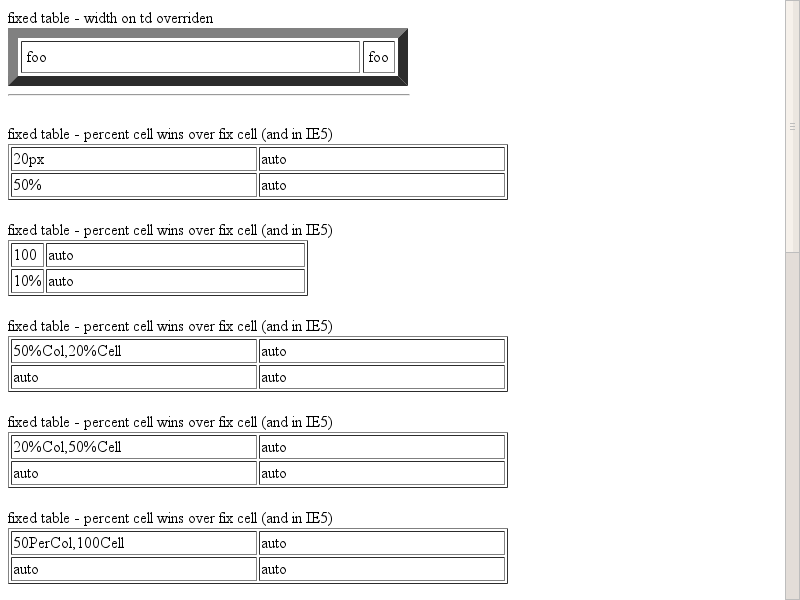 fixed table - width on td overriden
foo foo
fixed table - percent cell wins over fix cell (and in IE5)
20px auto
50% auto
fixed table - percent cell wins over fix cell (and in IE5)
100 auto
10% auto
fixed table - percent cell wins over fix cell (and in IE5)
50%Col,20%Cell auto
auto auto
fixed table - percent cell wins over fix cell (and in IE5)
20%Col,50%Cell auto
auto auto
fixed table - percent cell wins over fix cell (and in IE5)
50PerCol,100Cell auto
auto auto